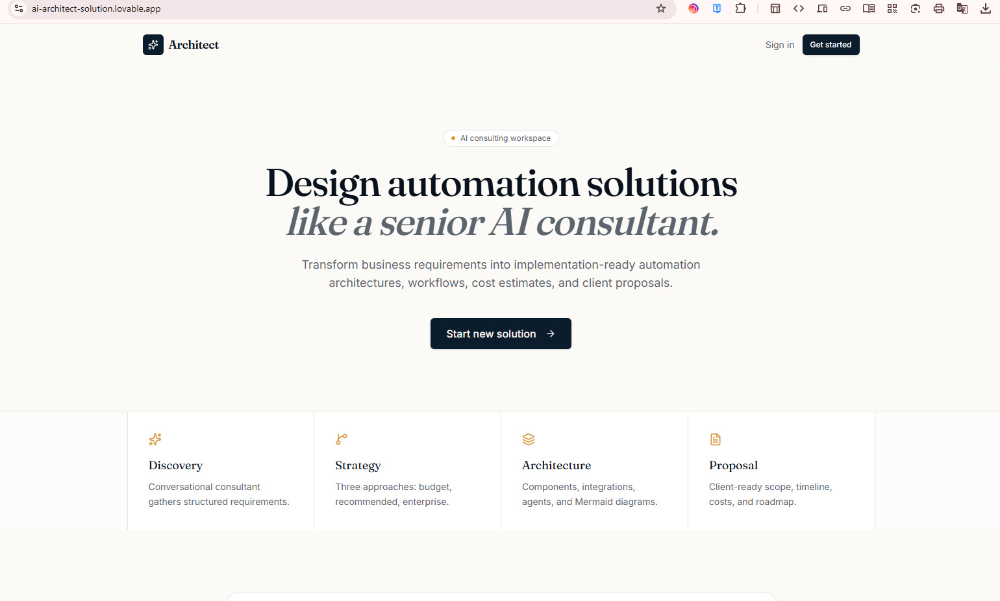 ai-architect-solution.lovable.app
Architect
Sign in
Get started
AI consulting workspace
Design automation solutions
like a senior AI consultant.
Transform business requirements into implementation-ready automation
architectures, workflows, cost estimates, and client proposals.
Start new solution
Discovery
Conversational consultant
gathers structured requirements.
Strategy
Three approaches: budget,
recommended, enterprise.
Architecture
Components, integrations,
agents, and Mermaid diagrams.
Proposal
Client-ready scope, timeline,
costs, and roadmap.